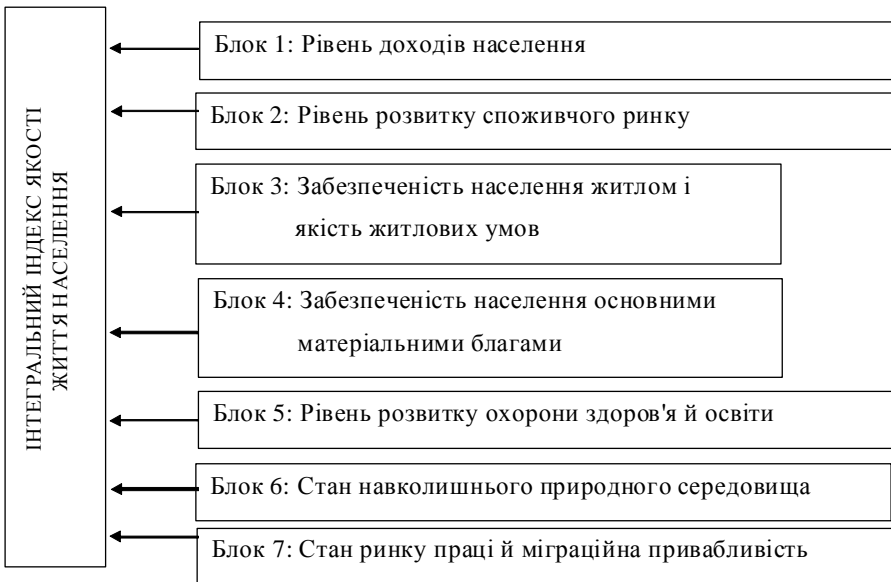 ІНТЕГРАЛЬНИЙ ІНДЕКС ЯКОСТІ
ЖИТТЯ НАСЕЛЕННЯ
Блок 1: Рівень доходів населення
Блок 2: Рівень розвитку споживчого ринку
Блок 3: Забезпеченість населення житлом і
якість житлових умов
Блок 4: Забезпеченість населення основними
матеріальними благами
Блок 5: Рівень розвитку охорони здоров'я й освіти
Блок 6: Стан навколишнього природного середовища
Блок 7: Стан ринку праці й міграційна привабливість